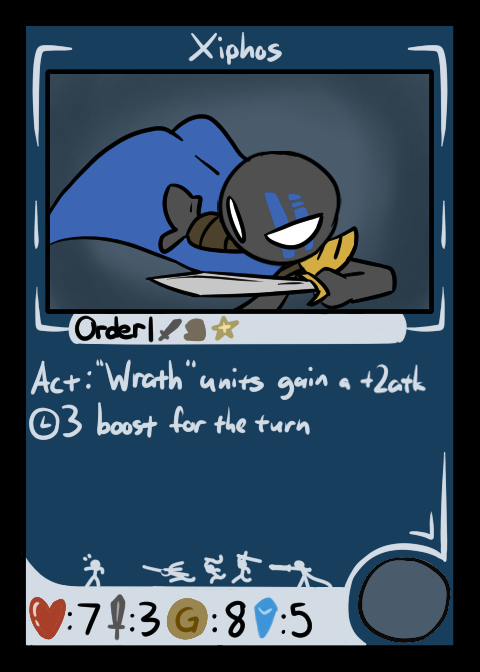 Xiphos
Order|
Act: "Wrath" units gain a +2atk
3 boost for the turn
:7 :3 G:8 :5